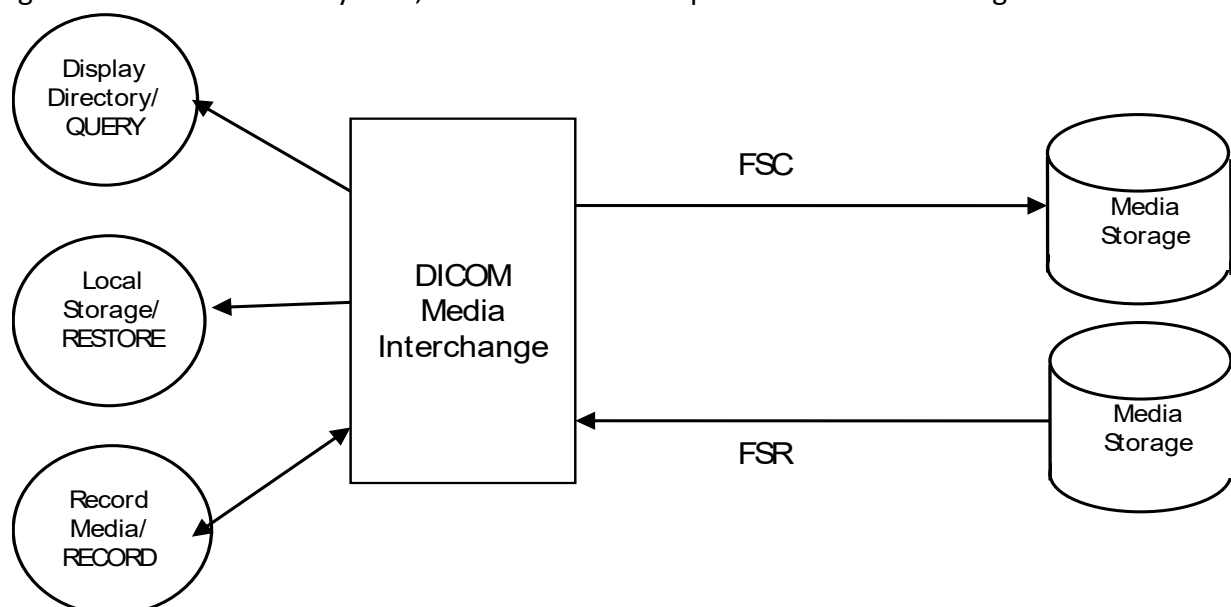 Display
Directory/
QUERY
Local
Storage/
RESTORE
Record
Media/
RECORD
DICOM
Media
Interchange
FSC
FSR
Media
Storage
Media
Storage